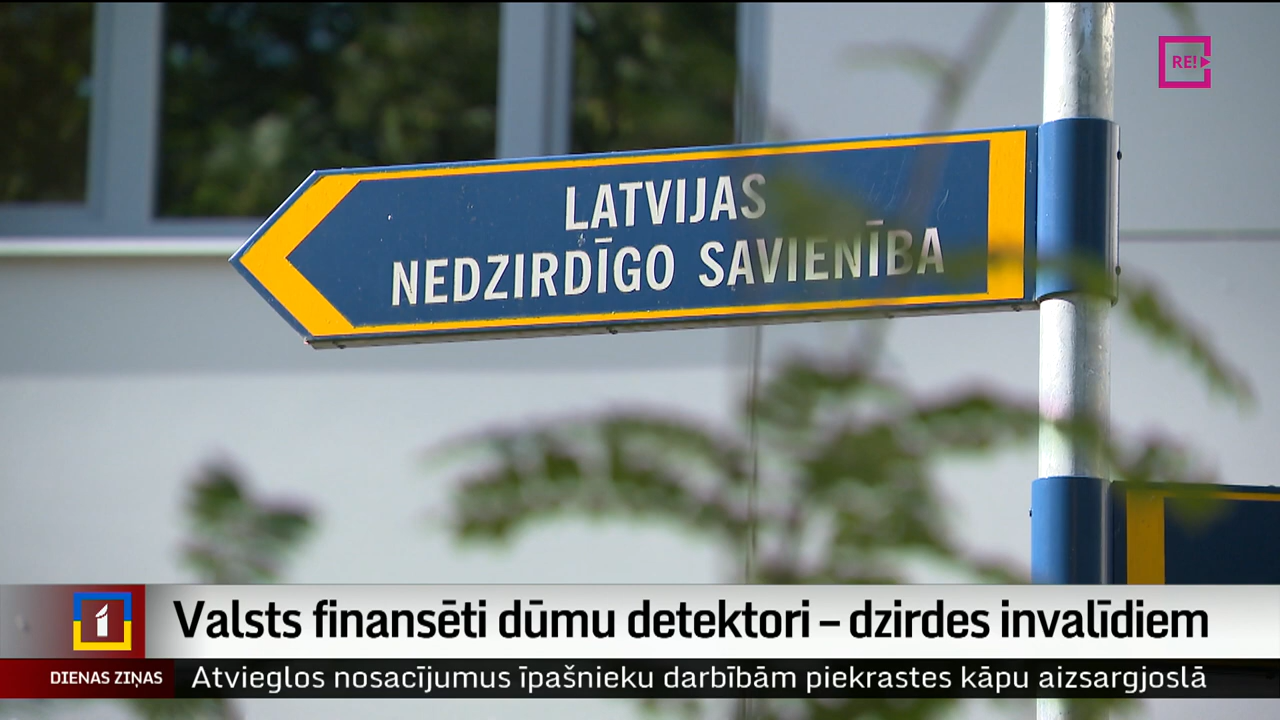 RE!
LATVIJAS
NEDZIRDĪGO SAVIENĪBA
1
Valsts finansēti dūmu detektori – dzirdes invalīdiem
DIENAS ZIŅAS
Atvieglos nosacījumus īpašnieku darbībām piekrastes kāpu aizsargjoslā